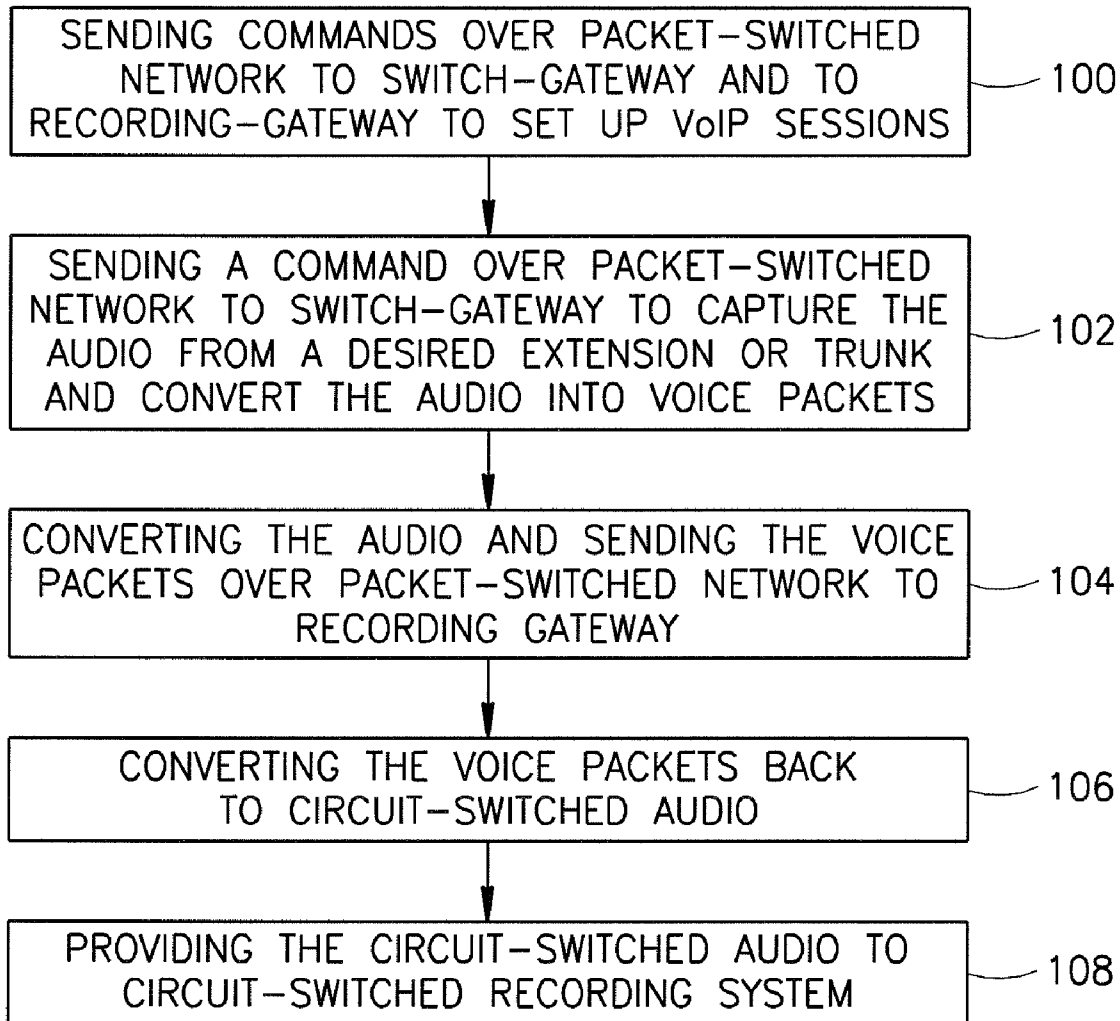 SENDING COMMANDS OVER PACKET-SWITCHED
NETWORK TO SWITCH-GATEWAY AND TO
RECORDING-GATEWAY TO SET UP VoIP SESSIONS
100
SENDING A COMMAND OVER PACKET-SWITCHED
NETWORK TO SWITCH-GATEWAY TO CAPTURE THE
AUDIO FROM A DESIRED EXTENSION OR TRUNK
AND CONVERT THE AUDIO INTO VOICE PACKETS
102
CONVERTING THE AUDIO AND SENDING THE VOICE
PACKETS OVER PACKET-SWITCHED NETWORK TO
RECORDING GATEWAY
104
CONVERTING THE VOICE PACKETS BACK
TO CIRCUIT-SWITCHED AUDIO
106
PROVIDING THE CIRCUIT-SWITCHED AUDIO TO
CIRCUIT-SWITCHED RECORDING SYSTEM
108